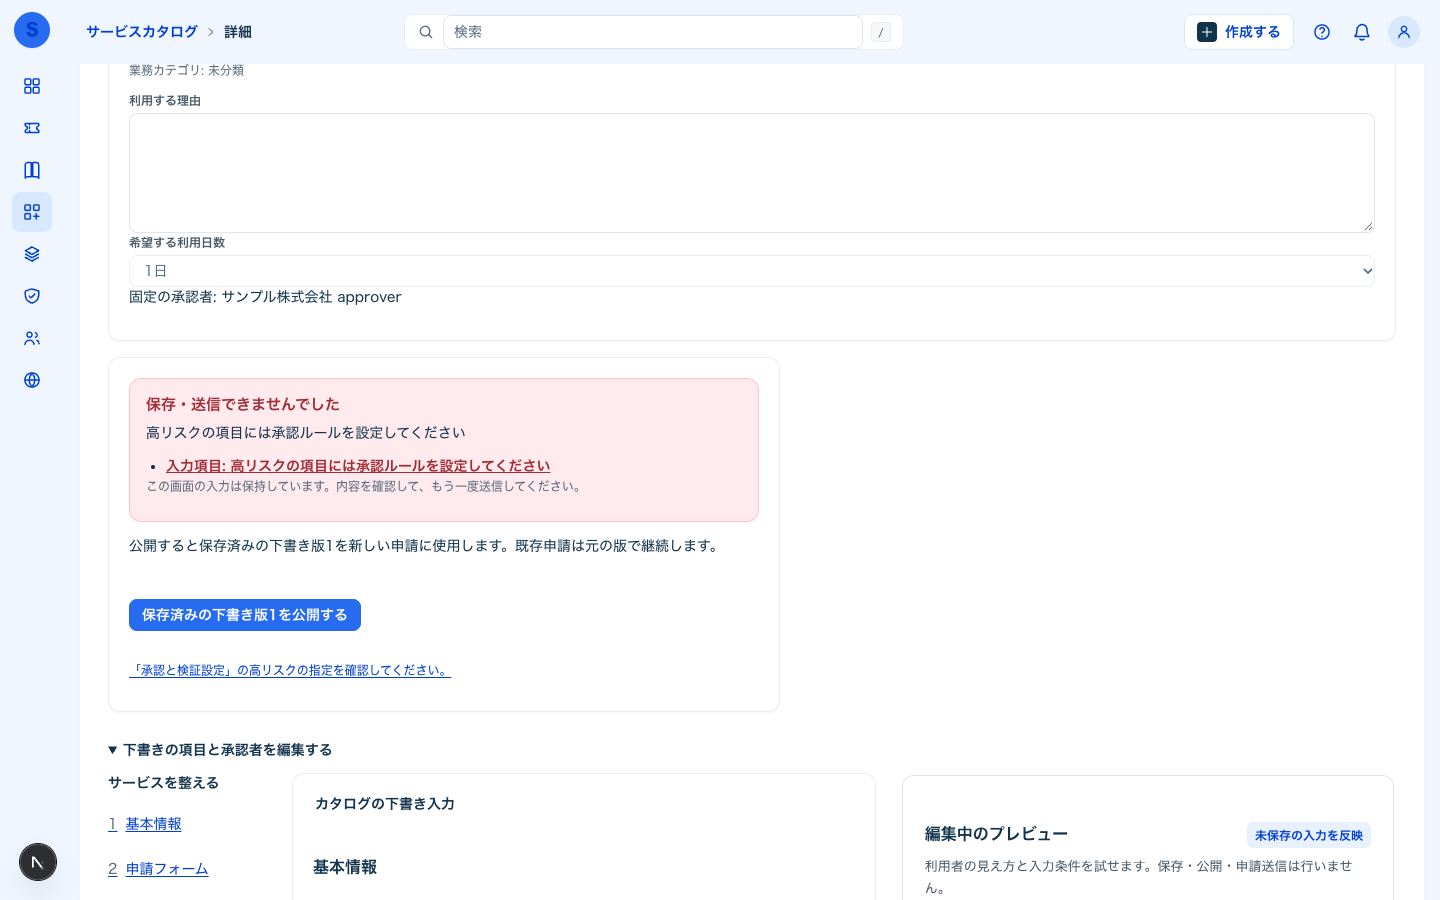 S
サービスカタログ > 詳細
検索
/
作成する
業務カテゴリ: 未分類
利用する理由
希望する利用日数
1日
固定の承認者: サンプル株式会社 approver
保存・送信できませんでした
高リスクの項目には承認ルールを設定してください
• 入力項目: 高リスクの項目には承認ルールを設定してください
この画面の入力は保持しています。内容を確認して、もう一度送信してください。
公開すると保存済みの下書き版1を新しい申請に使用します。既存申請は元の版で継続します。
保存済みの下書き版1を公開する
「承認と検証設定」の高リスクの指定を確認してください。
▼ 下書きの項目と承認者を編集する
サービスを整える
1 基本情報
2 申請フォーム
カタログの下書き入力
基本情報
編集中のプレビュー
未保存の入力を反映
利用者の見え方と入力条件を試せます。保存・公開・申請送信は行いませ
ん。